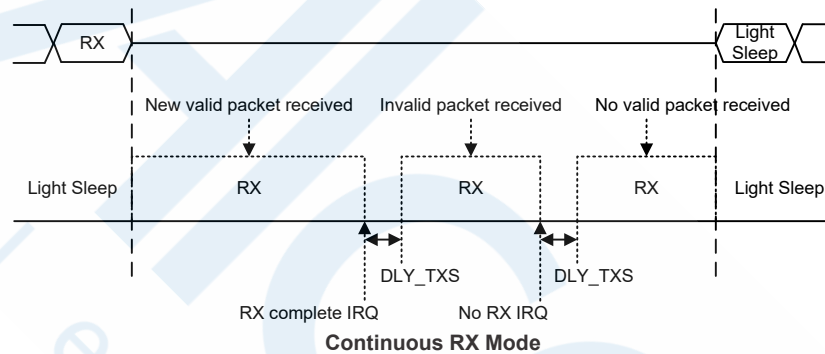 RX
Light
Sleep
New valid packet received
Invalid packet received
No valid packet received
Light Sleep
RX
RX
RX
Light Sleep
DLY_TXS
DLY_TXS
RX complete IRQ
No RX IRQ
Continuous RX Mode